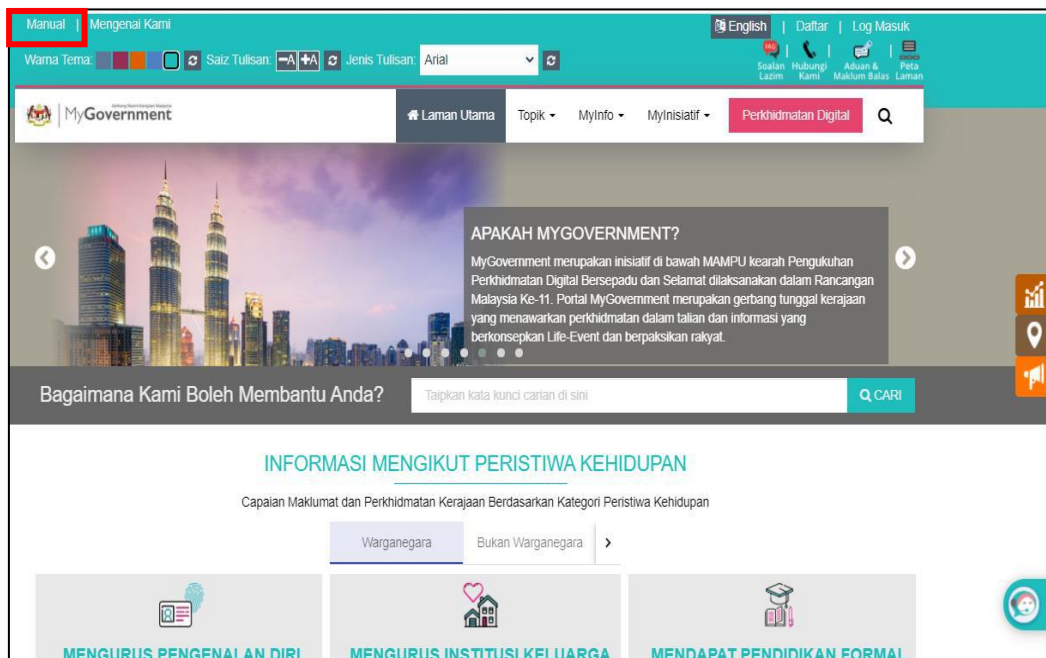 Manual | Mengenai Kami
English | Daftar | Log Masuk
Warna Tema: Saiz Tulisan: -A +A Jenis Tulisan: Arial
FAQ
Soalan Lazim
Hubungi Kami
Aduan & Maklum Balas
Peta Laman
MyGovernment
Laman Utama
Topik
MyInfo
MyInisiatif
Perkhidmatan Digital
APAKAH MYGOVERNMENT?
MyGovernment merupakan inisiatif di bawah MAMPU kearah Pengukuhan
Perkhidmatan Digital Bersepadu dan Selamat dilaksanakan dalam Rancangan
Malaysia Ke-11. Portal MyGovernment merupakan gerbang tunggal kerajaan
yang menawarkan perkhidmatan dalam talian dan informasi yang
berkonsepkan Life-Event dan berpaksikan rakyat.
Bagaimana Kami Boleh Membantu Anda?
Taipkan kata kunci carian di sini
CARI
INFORMASI MENGIKUT PERISTIWA KEHIDUPAN
Capaian Maklumat dan Perkhidmatan Kerajaan Berdasarkan Kategori Peristiwa Kehidupan
Warganegara
Bukan Warganegara
MENGURUS PENGENALAN DIRI
MENGURUS INSTITUSI KELUARGA
MENDAPAT PENDIDIKAN FORMAL